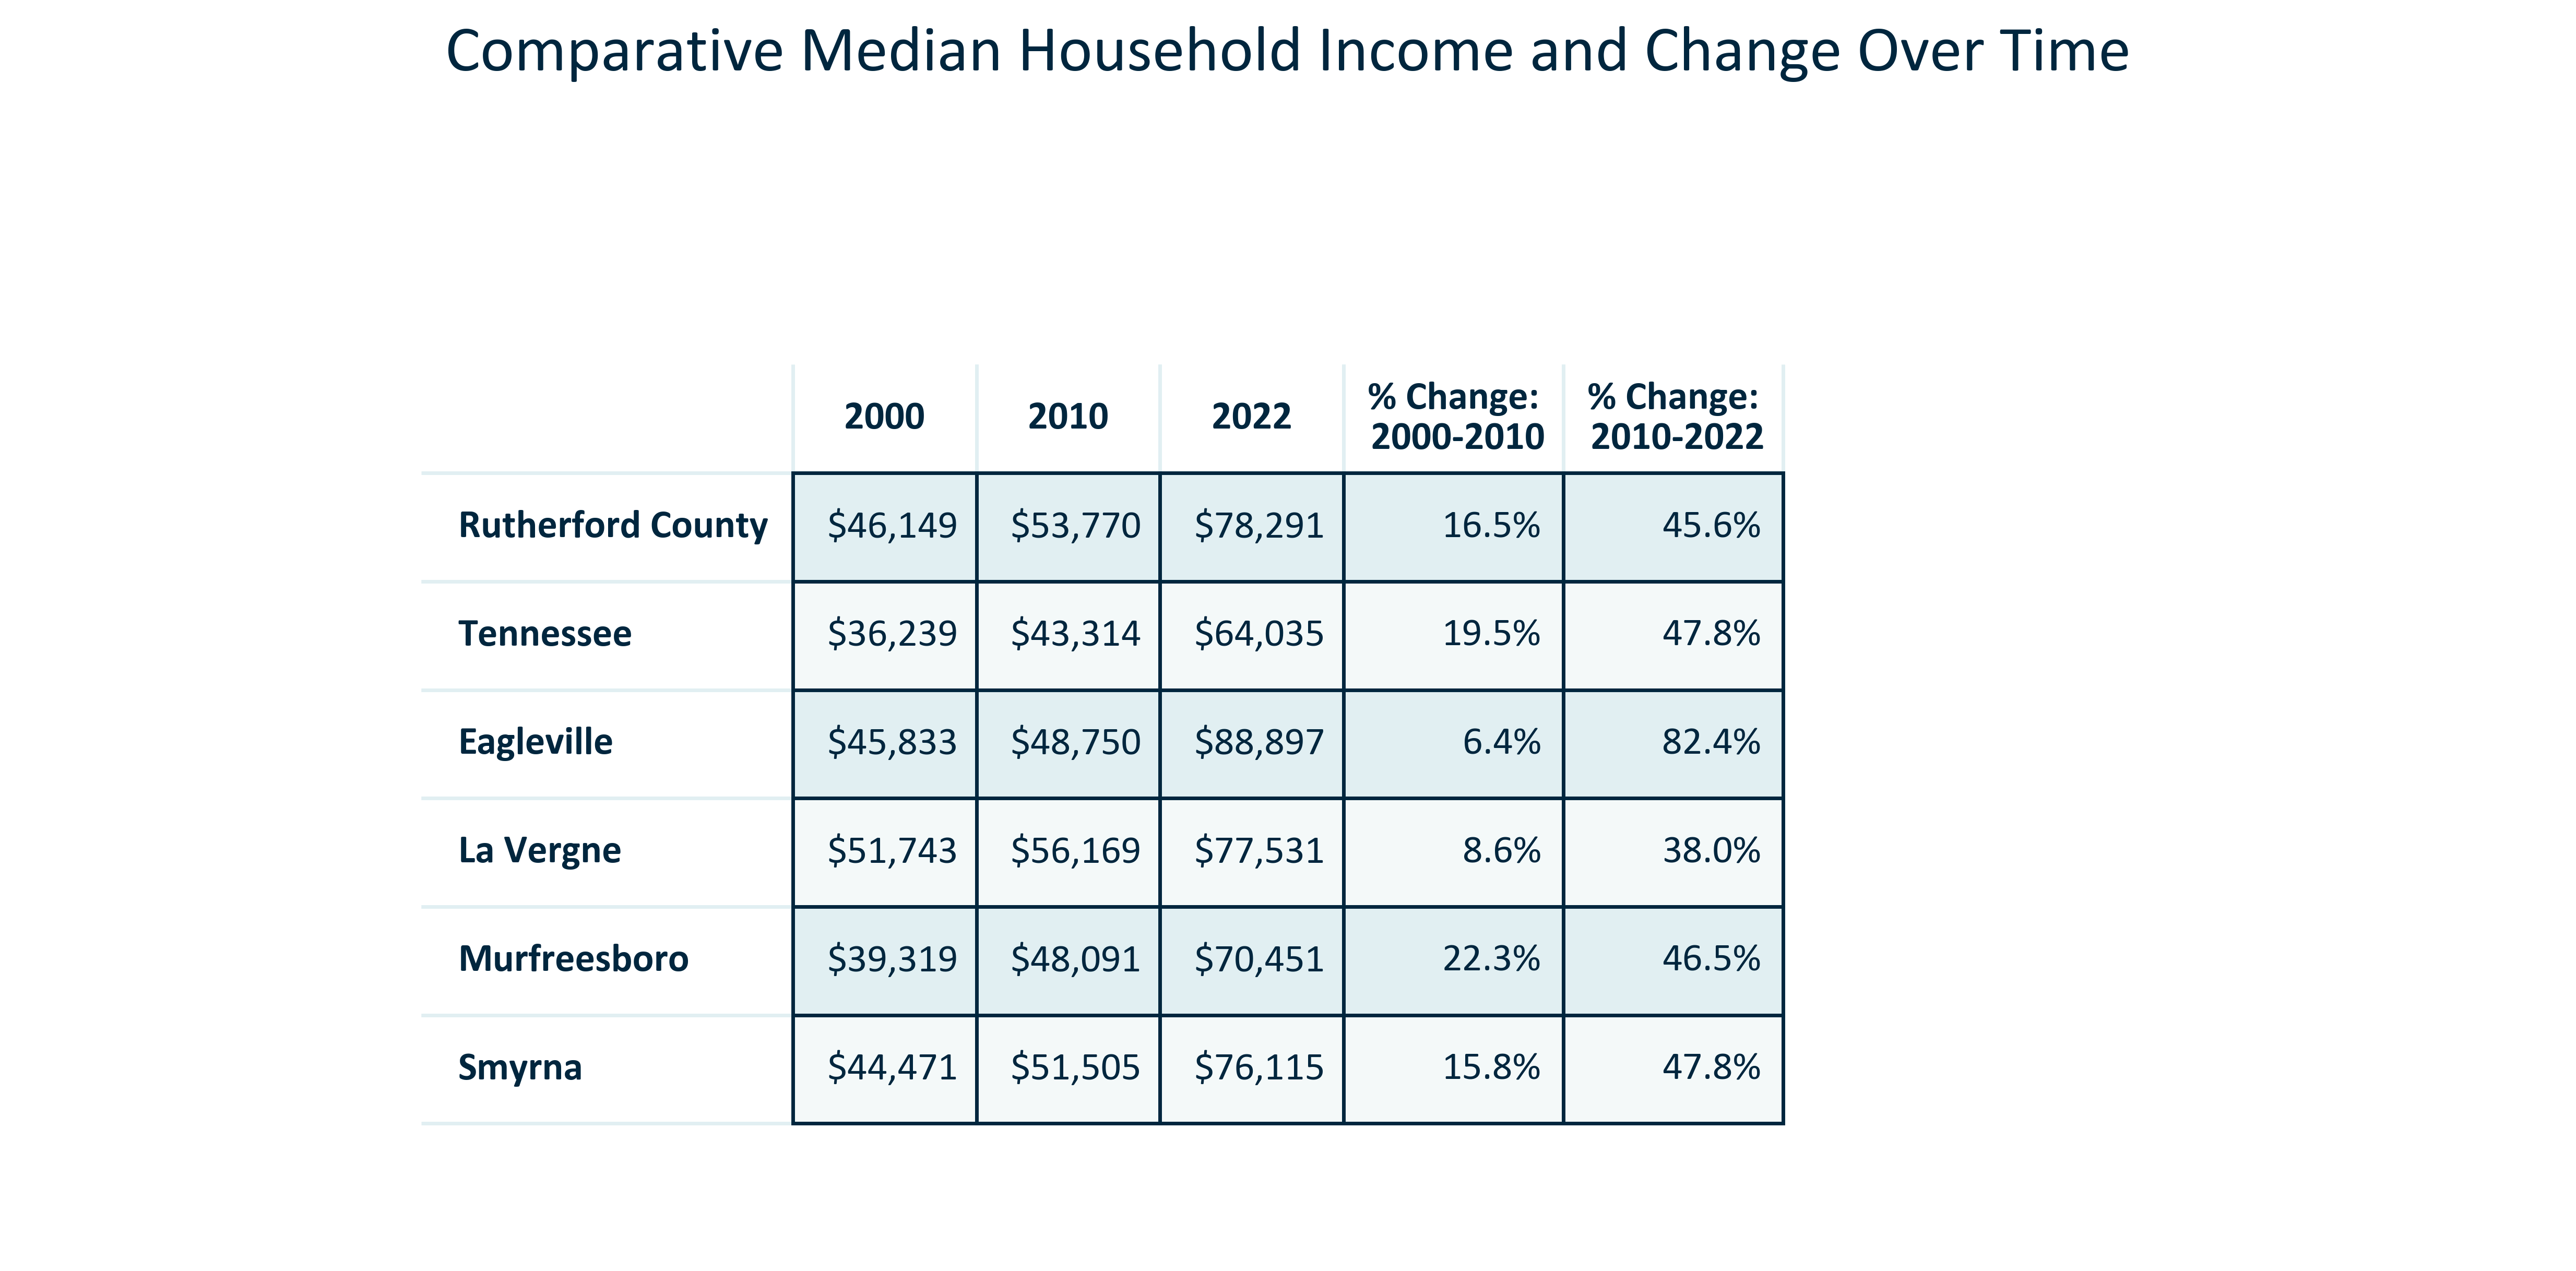 Comparative Median Household Income and Change Over Time
2000 2010 2022 % Change: 2000-2010 % Change: 2010-2022
Rutherford County $46,149 $53,770 $78,291 16.5% 45.6%
Tennessee $36,239 $43,314 $64,035 19.5% 47.8%
Eagleville $45,833 $48,750 $88,897 6.4% 82.4%
La Vergne $51,743 $56,169 $77,531 8.6% 38.0%
Murfreesboro $39,319 $48,091 $70,451 22.3% 46.5%
Smyrna $44,471 $51,505 $76,115 15.8% 47.8%